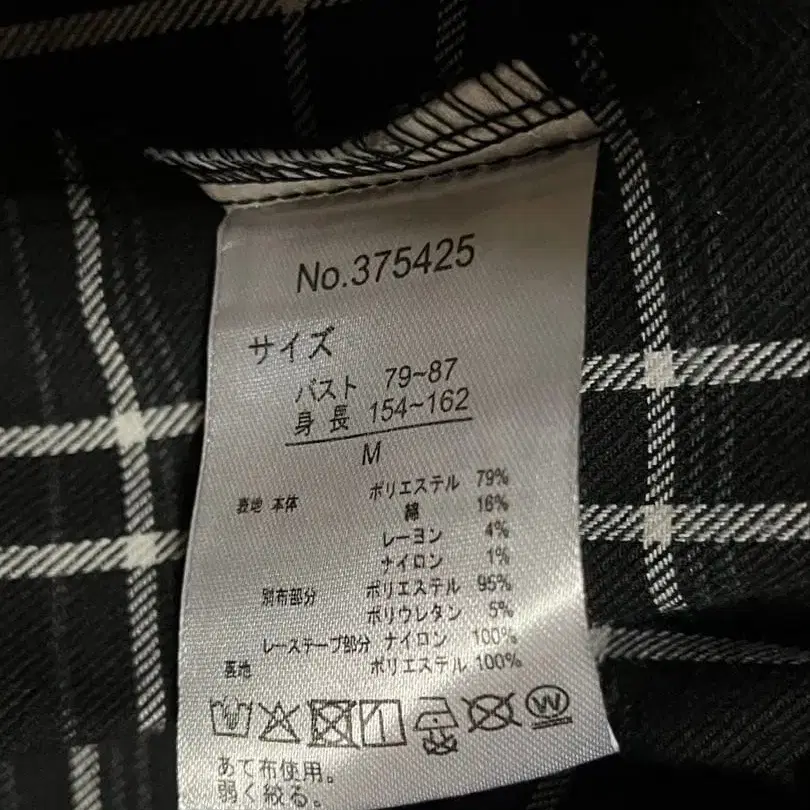 No.375425
サイズ
バスト 79~87
身長 154~162
M
表地 本体 ポリエステル 79%
綿 16%
レーヨン 4%
ナイロン 1%
別布部分 ポリエステル 95%
ポリウレタン 5%
レーステープ部分 ナイロン 100%
裏地 ポリエステル 100%
W
あて布使用。
弱く絞る。